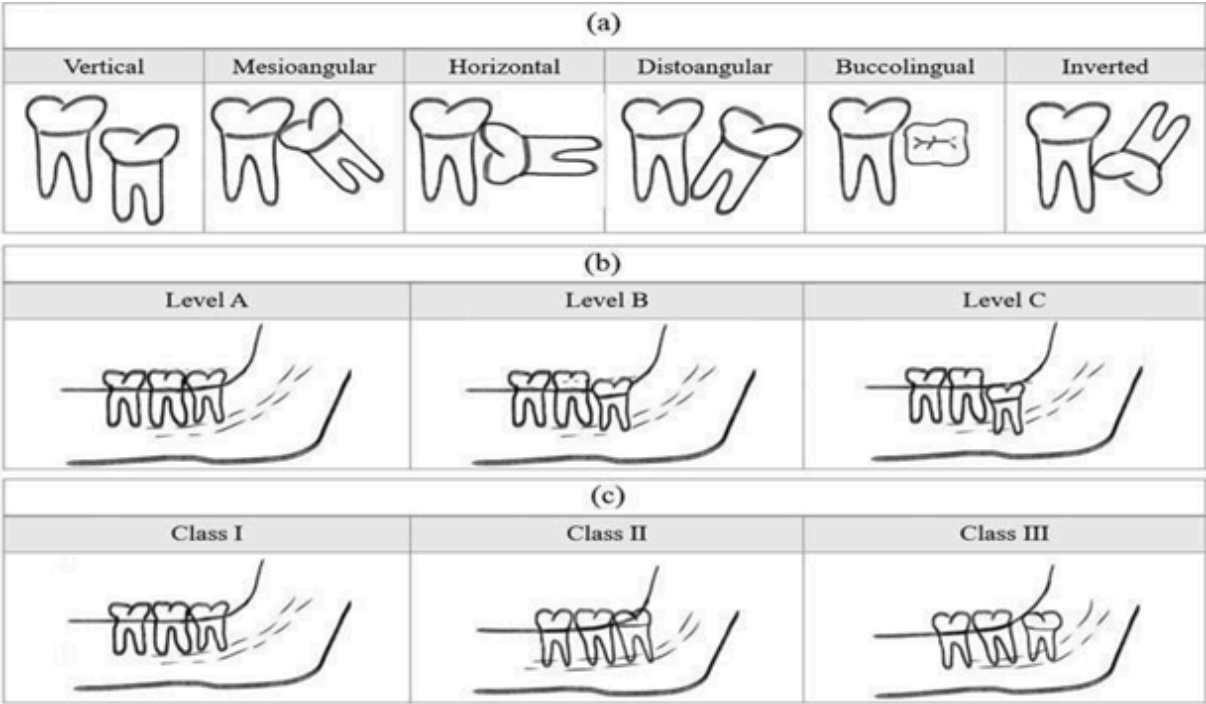 (a)
Vertical Mesioangular Horizontal Distoangular Buccolingual Inverted
(b)
Level A Level B Level C
(c)
Class I Class II Class III